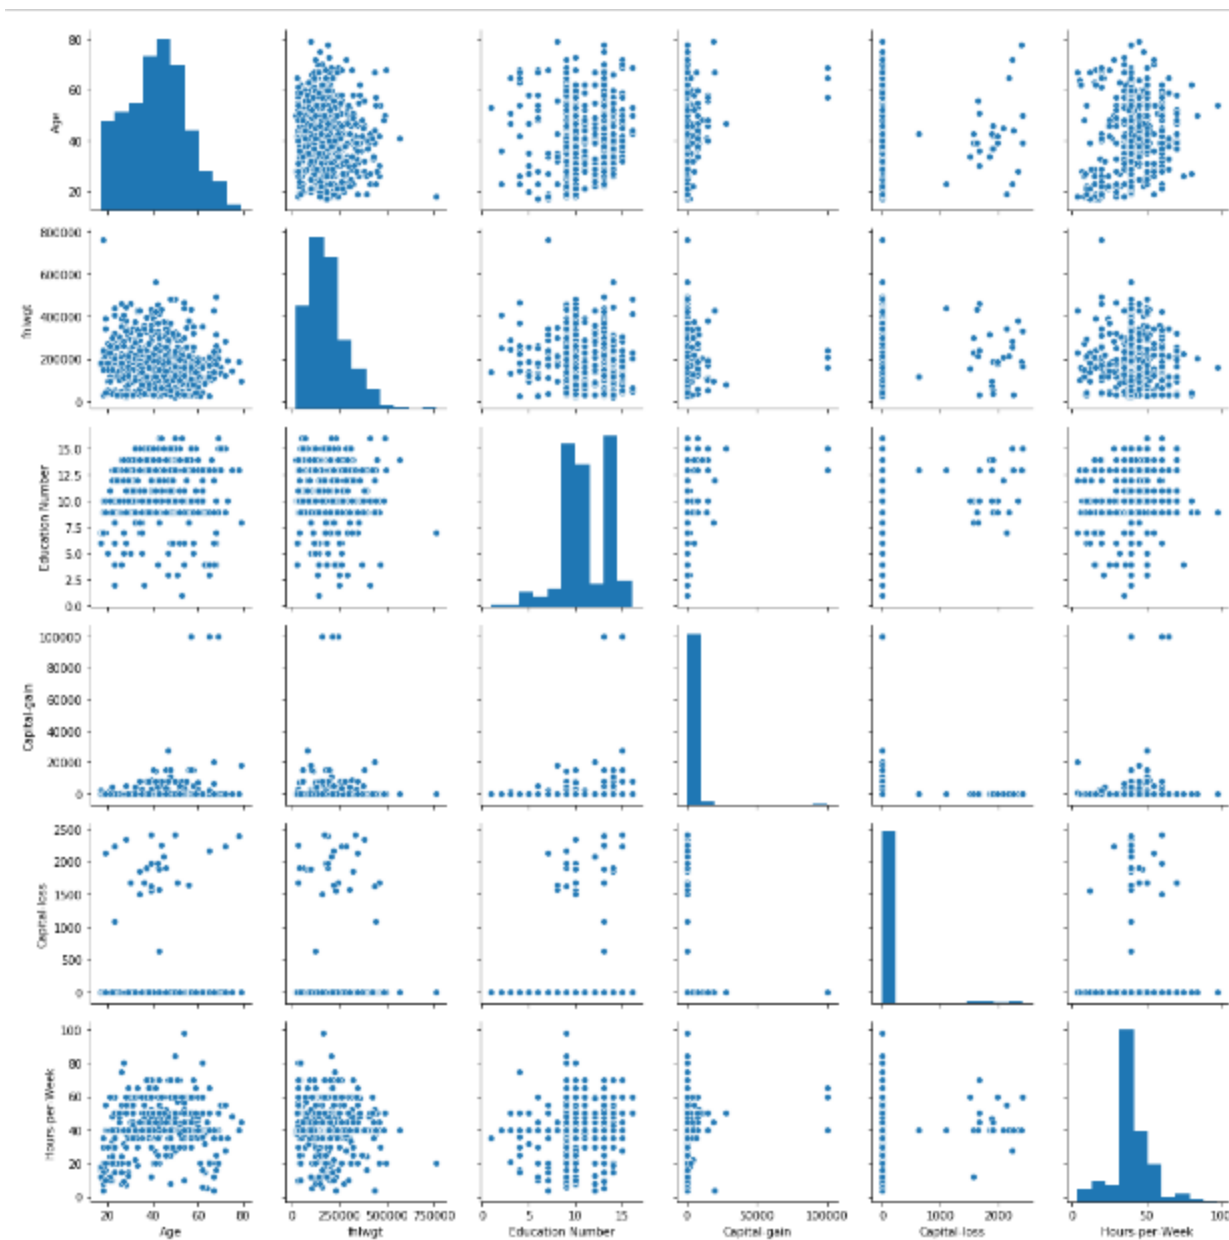 80
60
40
20
Age
800000
600000
400000
200000
0
fnlwgt
15.0
12.5
10.0
7.5
5.0
2.5
0.0
Education Number
100000
80000
60000
40000
20000
0
Capital-gain
2500
2000
1500
1000
500
0
Capital-loss
100
80
60
40
20
0
Hours-per-Week
20 40 60 80
Age
0 250000 500000 750000
fnlwgt
0 5 10 15
Education Number
0 50000 100000
Capital-gain
0 1000 2000
Capital-loss
0 50 100
Hours-per-Week